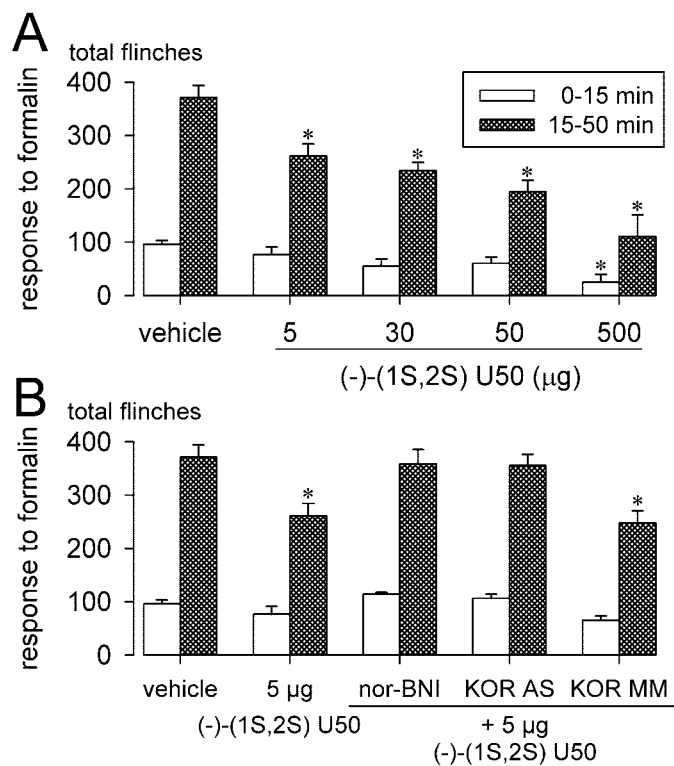 A
total flinches
response to formalin
400
300
200
100
0
0-15 min
15-50 min
*
*
*
*
*
vehicle 5 30 50 500
(-)-(1S,2S) U50 (µg)
B
total flinches
response to formalin
400
300
200
100
0
*
*
vehicle 5 µg nor-BNI KOR AS KOR MM
(-)-(1S,2S) U50 + 5 µg
(-)-(1S,2S) U50